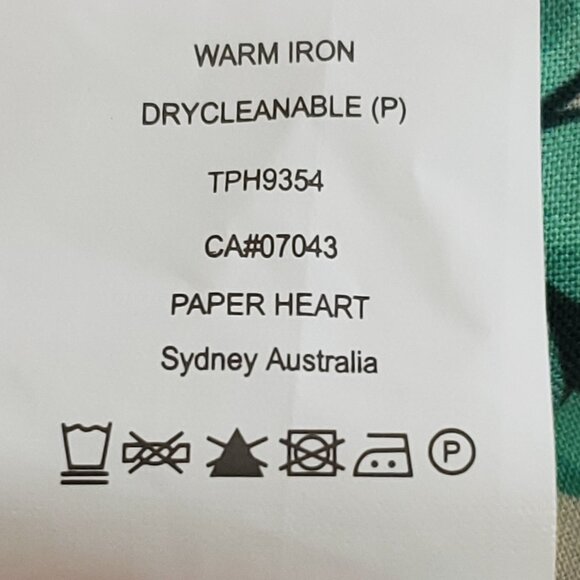 WARM IRON
DRYCLEANABLE (P)
TPH9354
CA#07043
PAPER HEART
Sydney Australia
P